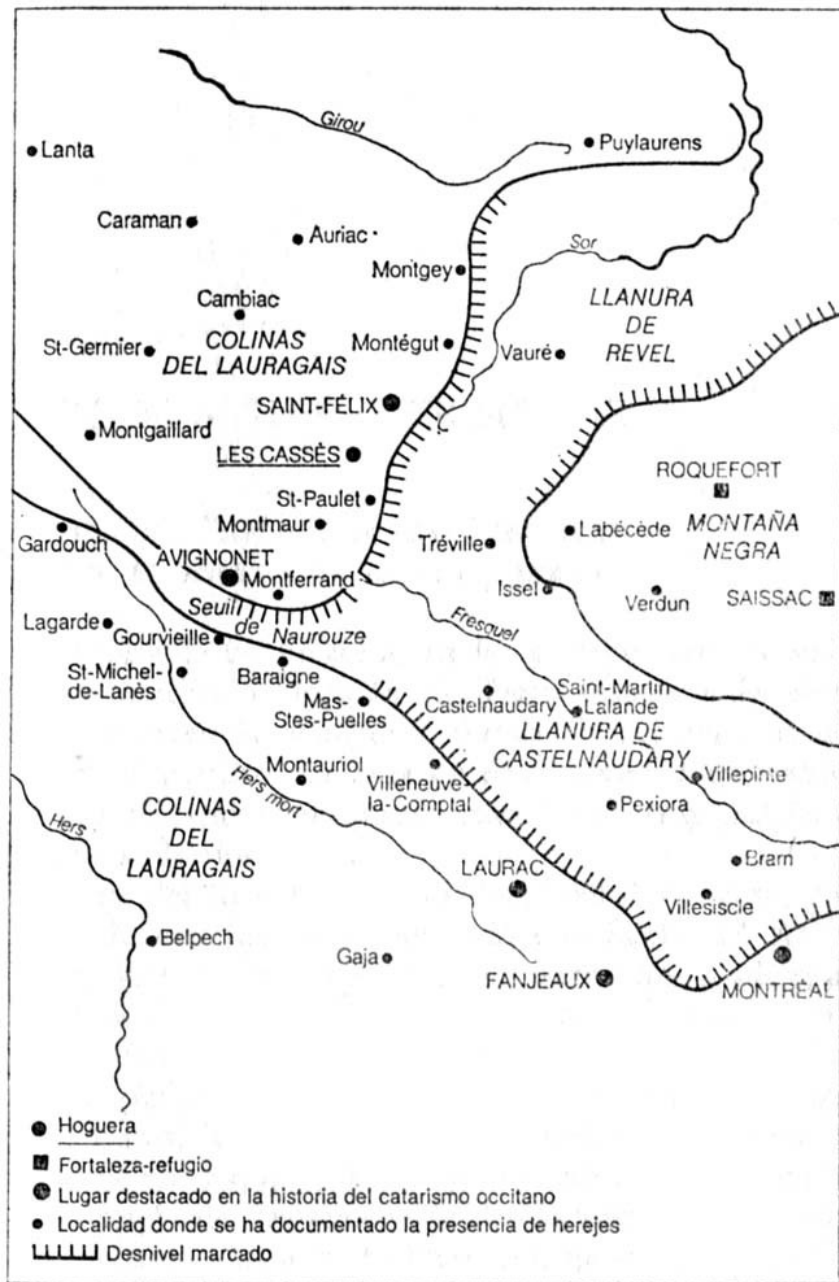 Girou
Puylaurens
Lanta
Caraman
Auriac
Sor
Montgey
LLANURA
DE
REVEL
Cambiac
COLINAS
DEL LAURAGAIS
St-Germier
Montégut
Vauré
SAINT-FÉLIX
Montgaillard
LES CASSÈS
ROQUEFORT
St-Paulet
Montmaur
Gardouch
Tréville
Labécède
MONTAÑA
NEGRA
AVIGNONET
Montferrand
Issel
Verdun
SAISSAC
Seuil
de
Naurouze
Fresquel
Lagarde
Gourvieille
St-Michel-
de-Lanès
Baraigne
Mas-
Stes-Puelles
Castelnaudary
Saint-Martin
Lalande
LLANURA DE
CASTELNAUDARY
Montauriol
Hers mort
Villeneuve-
la-Comptal
Villepinte
Pexiora
Hers
COLINAS
DEL
LAURAGAIS
LAURAC
Bram
Villesiscle
Belpech
Gaja
FANJEAUX
MONTRÉAL
Hoguera
Fortaleza-refugio
Lugar destacado en la historia del catarismo occitano
Localidad donde se ha documentado la presencia de herejes
Desnivel marcado